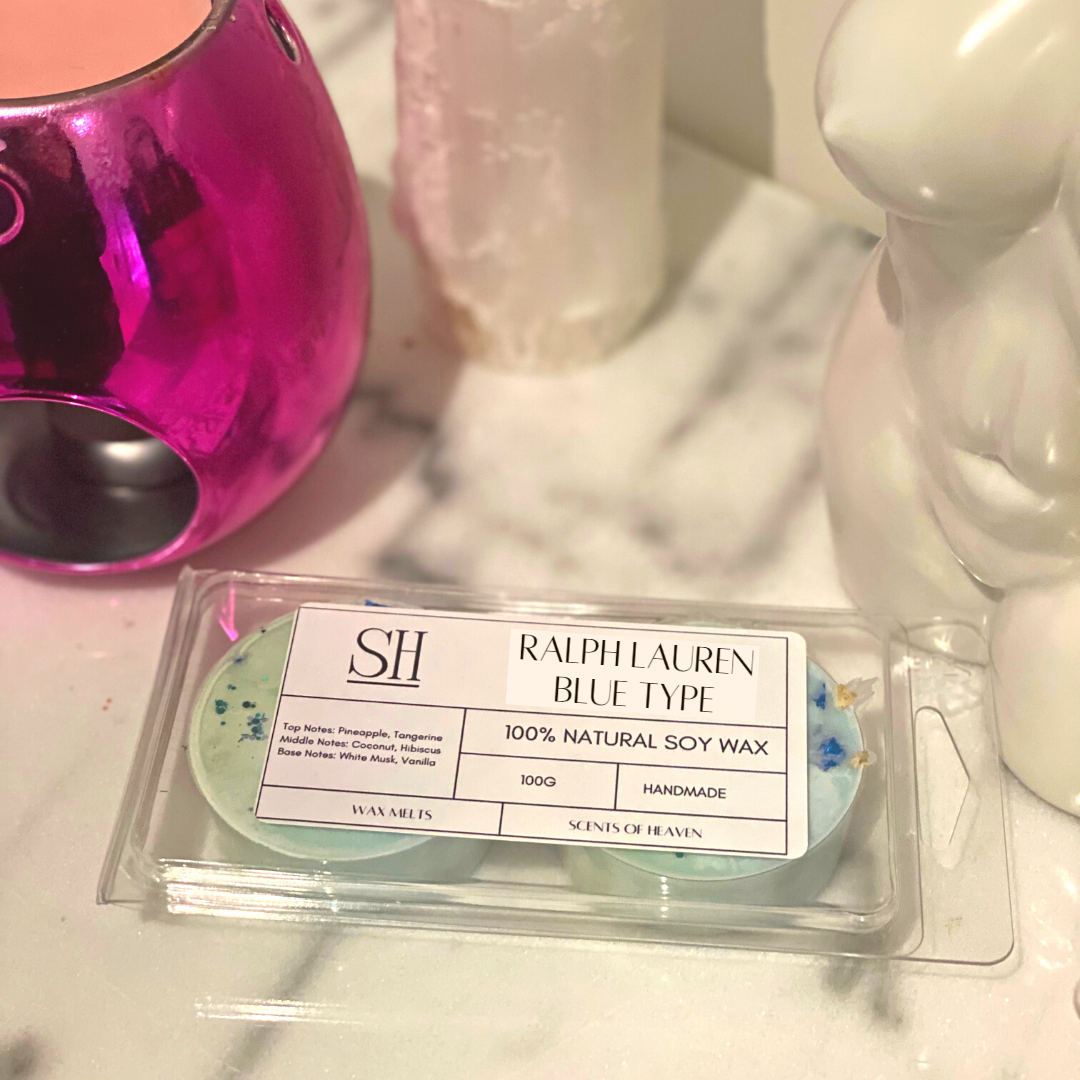 SH
RALPH LAUREN
BLUE TYPE
Top Notes: Pineapple, Tangerine
Middle Notes: Coconut, Hibiscus
Base Notes: White Musk, Vanilla
100% NATURAL SOY WAX
100G
HANDMADE
WAX MELTS
SCENTS OF HEAVEN